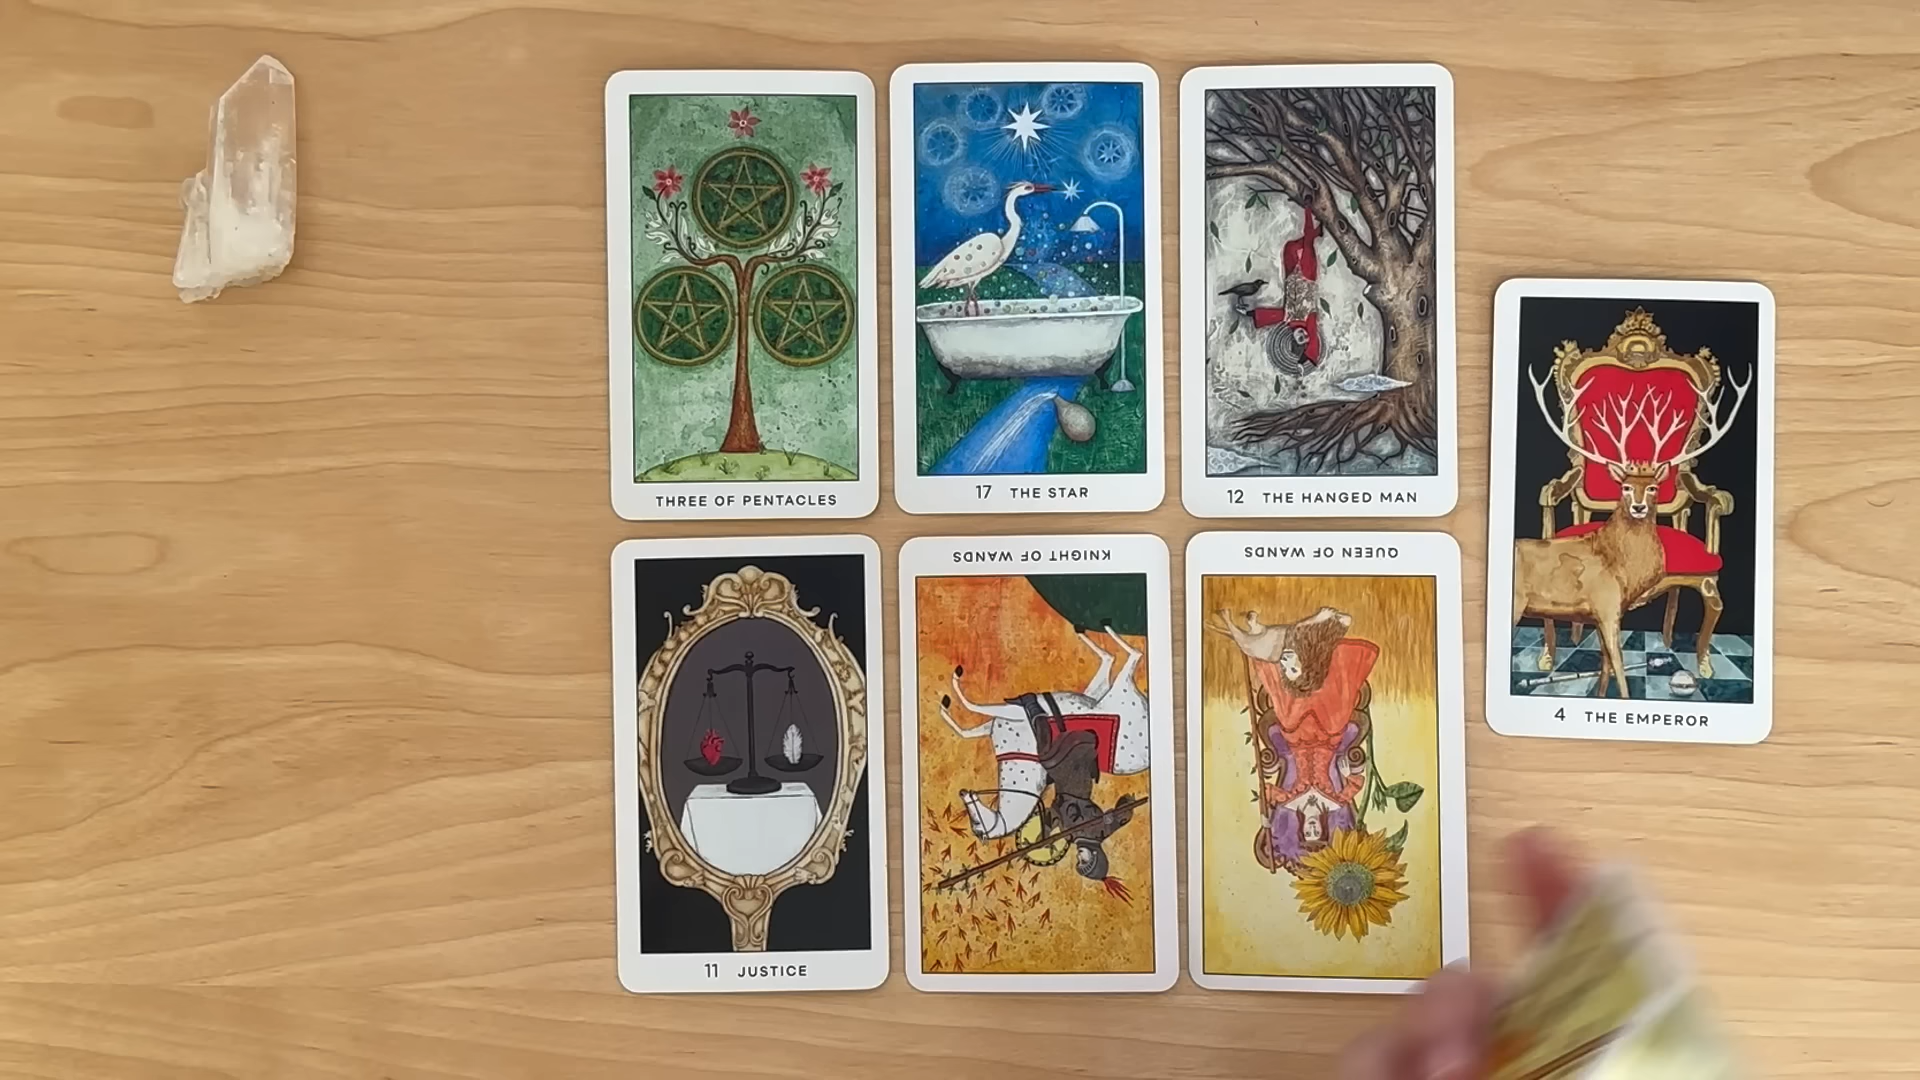 THREE OF PENTACLES
17 THE STAR
12 THE HANGED MAN
4 THE EMPEROR
11 JUSTICE
KNIGHT OF WANDS
QUEEN OF WANDS